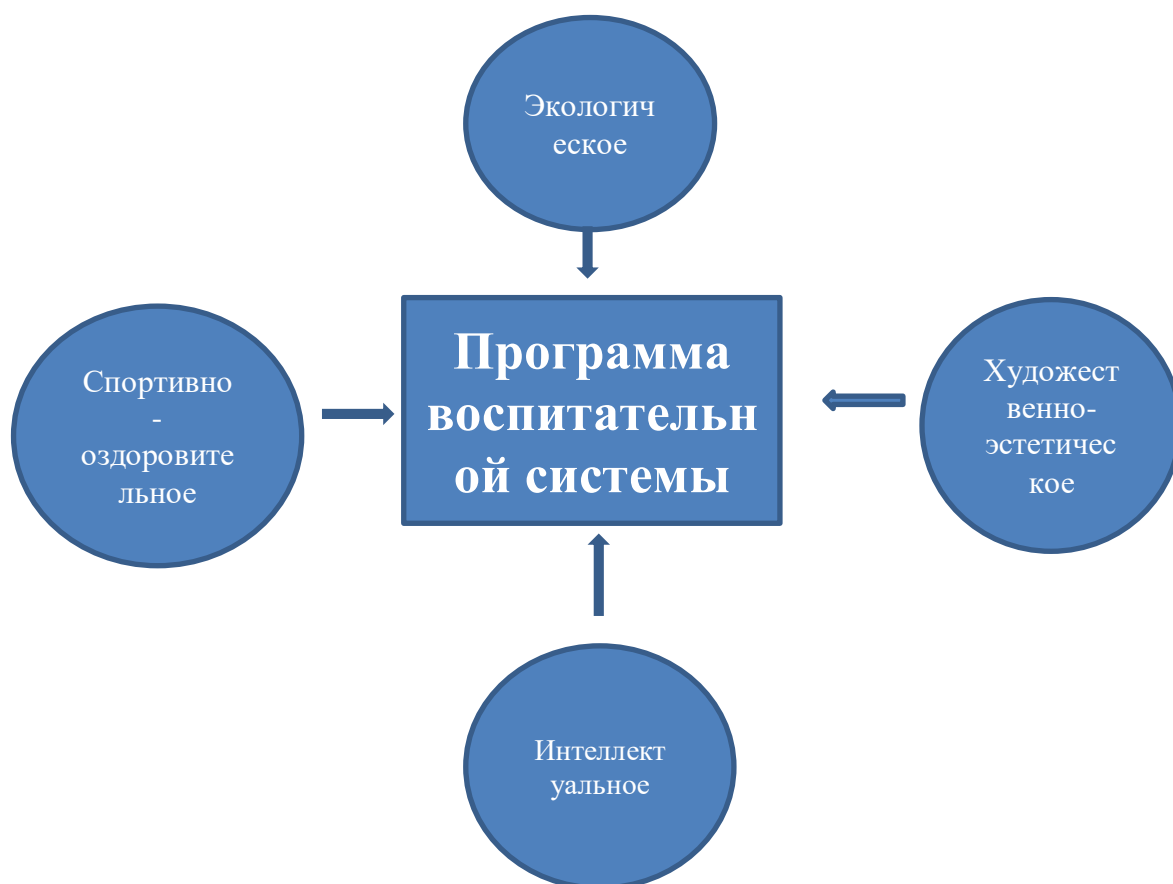 Экологич
еское
Программа
воспитательн
ой системы
Спортивно
-
оздоровите
льное
Художест
венно-
эстетичес
кое
Интеллект
уальное